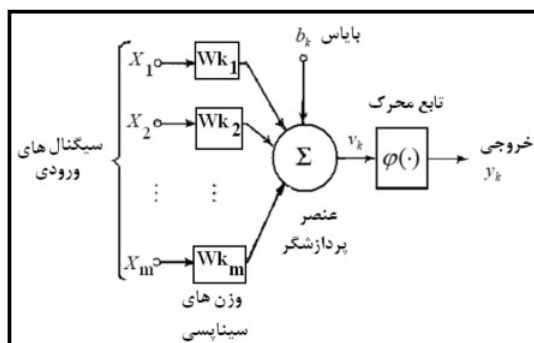 بایاس b_k
X_1 Wk_1
تابع محرک
X_2 Wk_2
سیگنال های
ورودی
Σ
v_k
φ(·)
خروجی
y_k
⋮ ⋮
عنصر
پردازشگر
X_m Wk_m
وزن های
سیناپسی